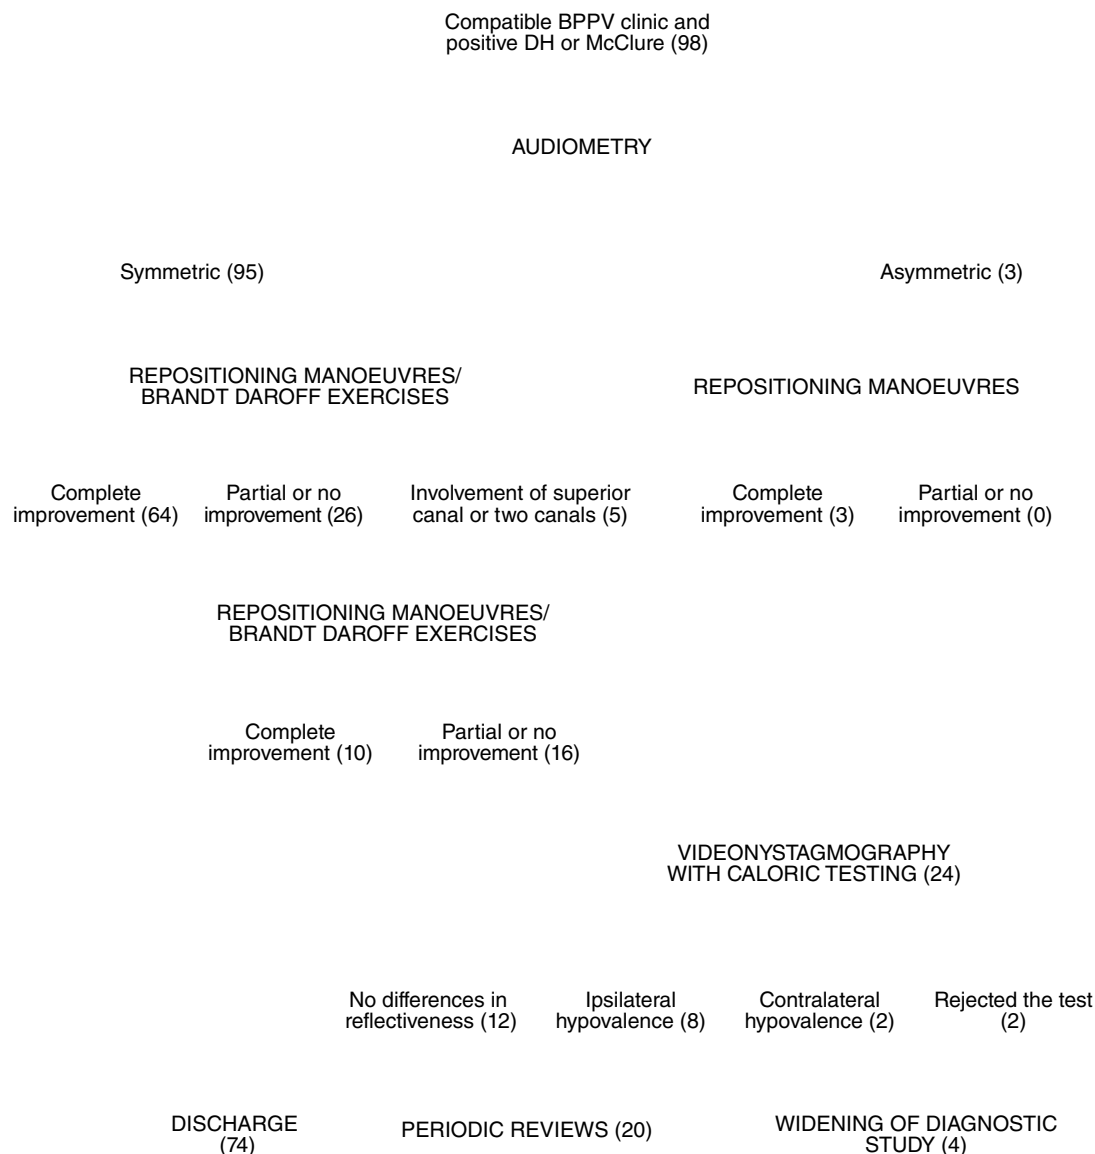 Compatible BPPV clinic and
positive DH or McClure (98)
AUDIOMETRY
Symmetric (95)
Asymmetric (3)
REPOSITIONING MANOEUVRES/
BRANDT DAROFF EXERCISES
REPOSITIONING MANOEUVRES
Complete
improvement (64)
Partial or no
improvement (26)
Involvement of superior
canal or two canals (5)
Complete
improvement (3)
Partial or no
improvement (0)
REPOSITIONING MANOEUVRES/
BRANDT DAROFF EXERCISES
Complete
improvement (10)
Partial or no
improvement (16)
VIDEONYSTAGMOGRAPHY
WITH CALORIC TESTING (24)
No differences in
reflectiveness (12)
Ipsilateral
hypovalence (8)
Contralateral
hypovalence (2)
Rejected the test
(2)
DISCHARGE
(74)
PERIODIC REVIEWS (20)
WIDENING OF DIAGNOSTIC
STUDY (4)